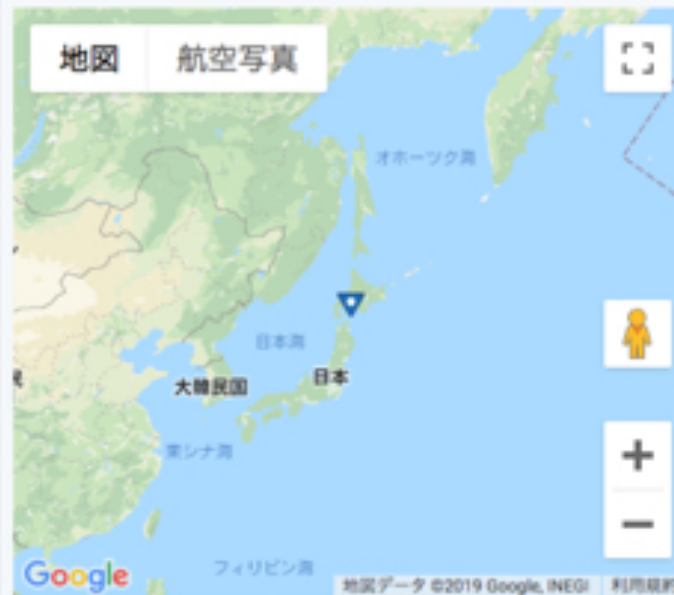 地図 航空写真
オホーツク海
日本海
日本
大韓民国
東シナ海
フィリピン海
Google
地図データ ©2019 Google, INEGI 利用規約